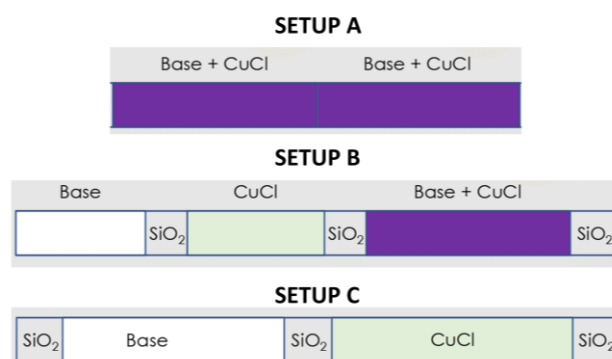 SETUP A
Base + CuCl Base + CuCl
SETUP B
Base CuCl Base + CuCl
SiO₂ SiO₂ SiO₂
SETUP C
SiO₂ Base SiO₂ CuCl SiO₂